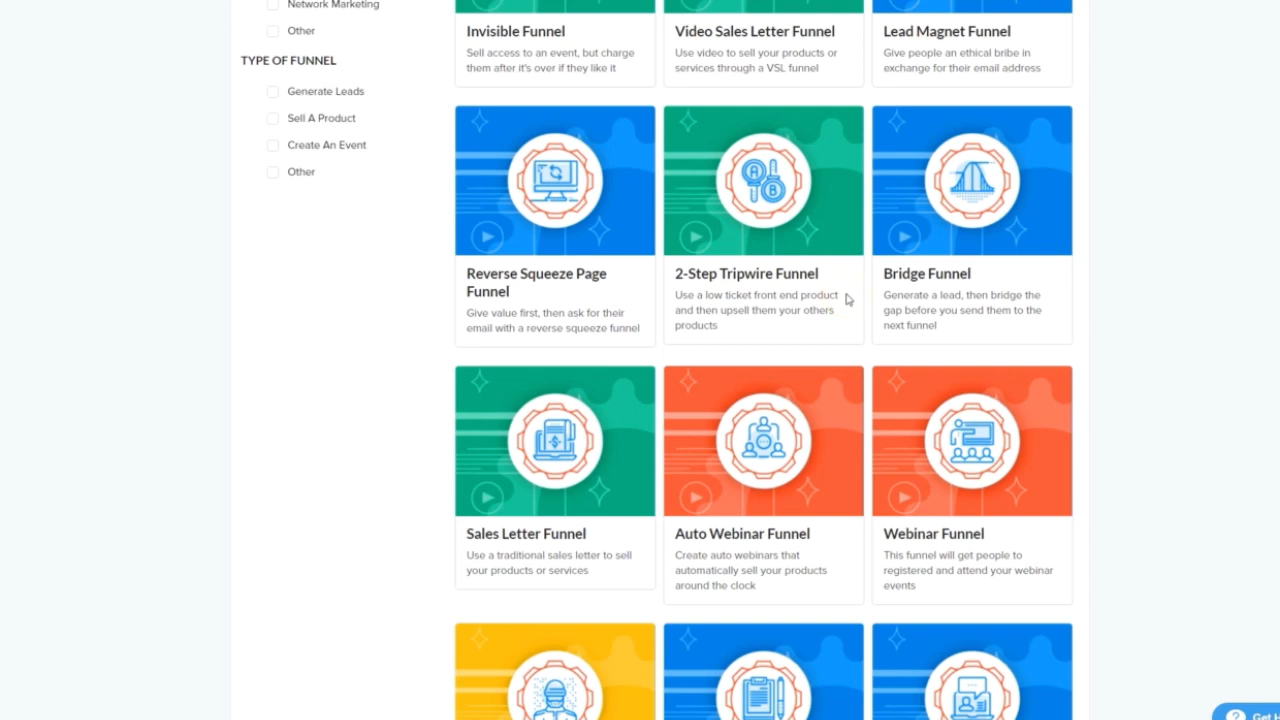 Network Marketing
Other
TYPE OF FUNNEL
Generate Leads
Sell A Product
Create An Event
Other
Invisible Funnel
Sell access to an event, but charge
them after it's over if they like it
Video Sales Letter Funnel
Use video to sell your products or
services through a VSL funnel
Lead Magnet Funnel
Give people an ethical bribe in
exchange for their email address
Reverse Squeeze Page
Funnel
Give value first, then ask for their
email with a reverse squeeze funnel
A
B
2-Step Tripwire Funnel
Use a low ticket front end product
and then upsell them your others
products
Bridge Funnel
Generate a lead, then bridge the
gap before you send them to the
next funnel
$
Sales Letter Funnel
Use a traditional sales letter to sell
your products or services
Auto Webinar Funnel
Create auto webinars that
automatically sell your products
around the clock
Webinar Funnel
This funnel will get people to
registered and attend your webinar
events
?